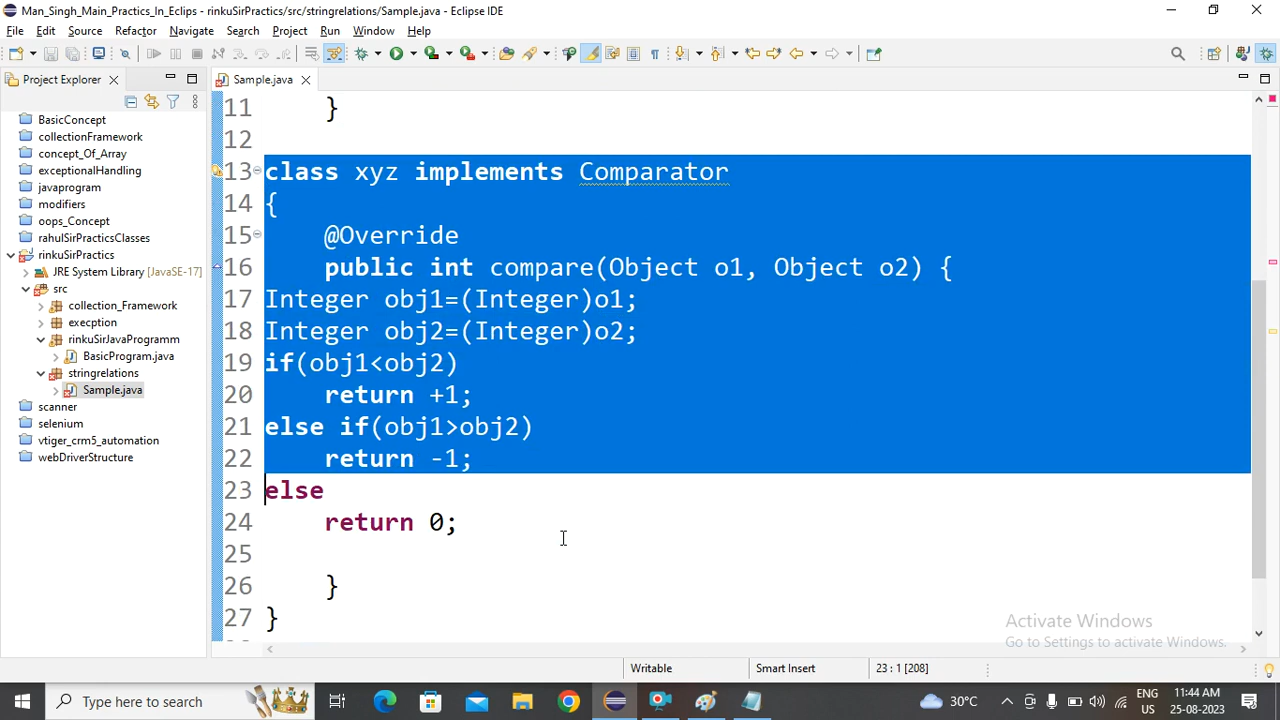 Man_Singh_Main_Practics_In_Eclips - rinkuSirPractics/src/stringrelations/Sample.java - Eclipse IDE
File Edit Source Refactor Navigate Search Project Run Window Help
Project Explorer
Sample.java
BasicConcept
collectionFramework
concept_Of_Array
exceptionalHandling
javaprogram
modifiers
oops_Concept
rahulSirPracticsClasses
rinkuSirPractics
JRE System Library [JavaSE-17]
src
collection_Framework
execption
rinkuSirJavaProgramm
BasicProgram.java
stringrelations
Sample.java
scanner
selenium
vtiger_crm5_automation
webDriverStructure
11 }
12
13 class xyz implements Comparator
14 {
15 @Override
16 public int compare(Object o1, Object o2) {
17 Integer obj1=(Integer)o1;
18 Integer obj2=(Integer)o2;
19 if(obj1<obj2)
20 return +1;
21 else if(obj1>obj2)
22 return -1;
23 else
24 return 0;
25
26 }
27 }
Activate Windows
Go to Settings to activate Windows.
Writable
Smart Insert
23 : 1 [208]
Type here to search
30°C
ENG
US
11:44 AM
25-08-2023